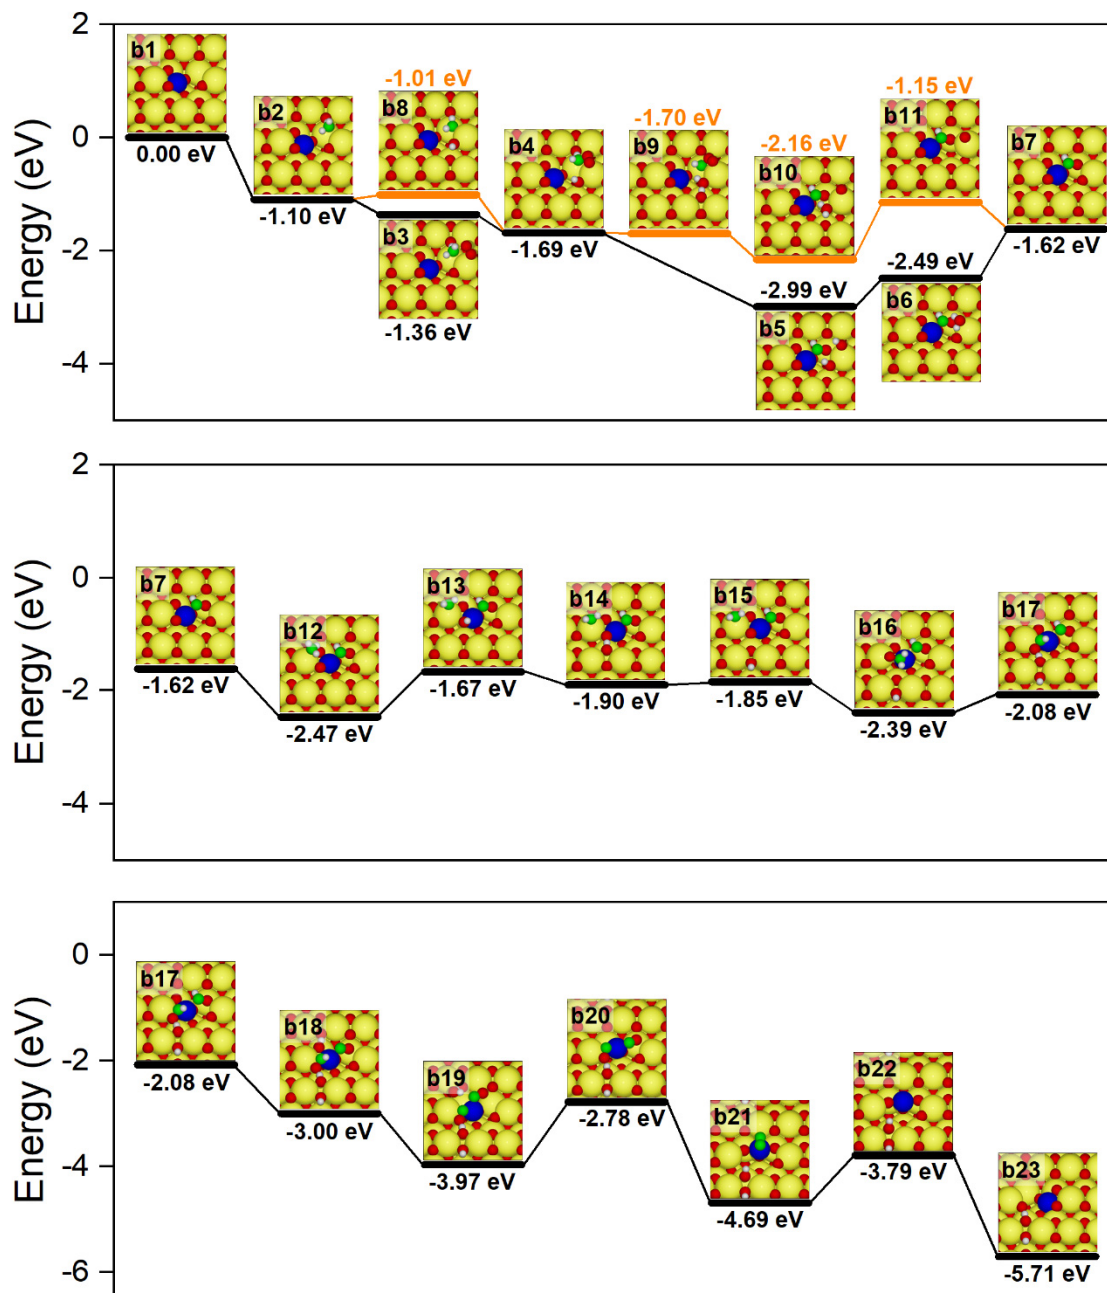 Energy (eV)
2
0
-2
-4
b1
0.00 eV
b2
-1.10 eV
-1.01 eV
b8
b3
-1.36 eV
b4
-1.69 eV
-1.70 eV
b9
-2.16 eV
b10
-2.99 eV
b5
-1.15 eV
b11
-2.49 eV
b6
b7
-1.62 eV
Energy (eV)
2
0
-2
-4
b7
-1.62 eV
b12
-2.47 eV
b13
-1.67 eV
b14
-1.90 eV
b15
-1.85 eV
b16
-2.39 eV
b17
-2.08 eV
Energy (eV)
0
-2
-4
-6
b17
-2.08 eV
b18
-3.00 eV
b19
-3.97 eV
b20
-2.78 eV
b21
-4.69 eV
b22
-3.79 eV
b23
-5.71 eV